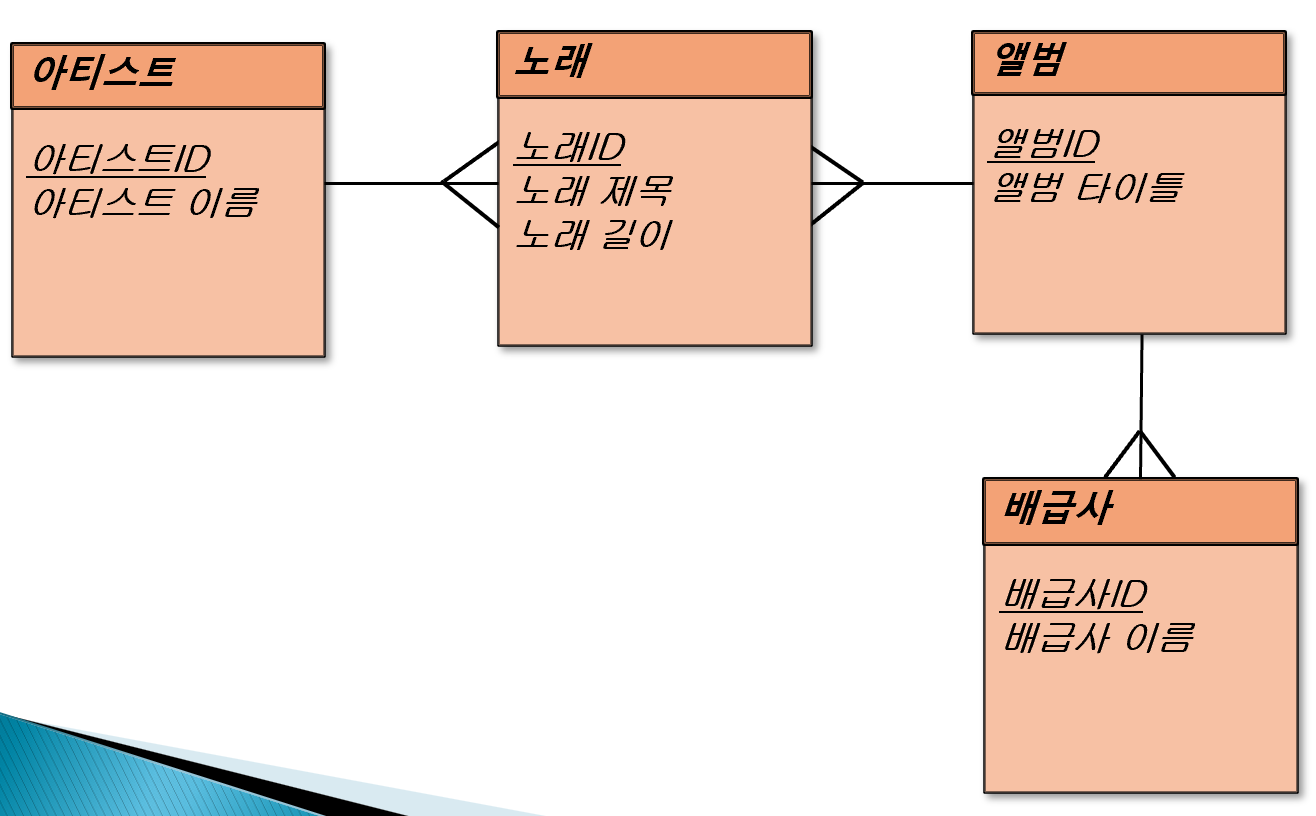 아티스트
아티스트ID
아티스트 이름
노래
노래ID
노래 제목
노래 길이
앨범
앨범ID
앨범 타이틀
배급사
배급사ID
배급사 이름